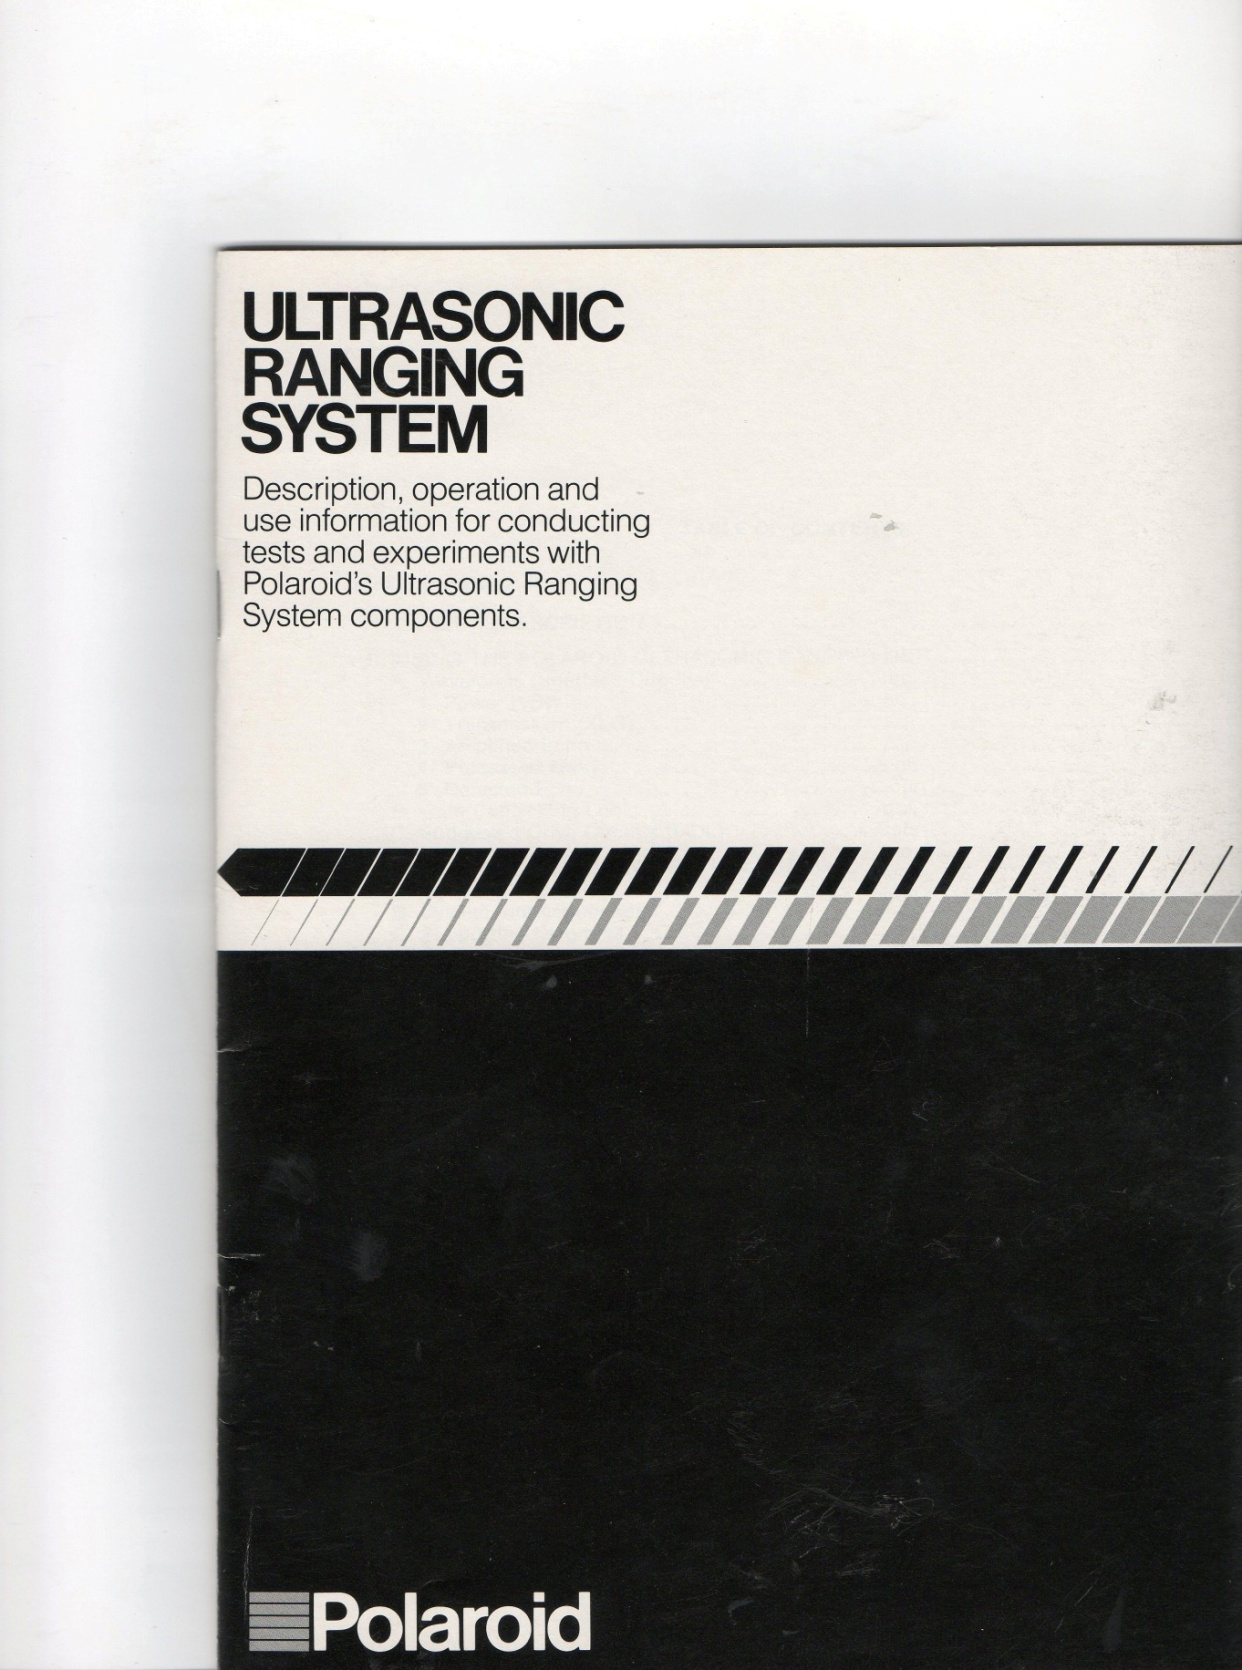 ULTRASONIC
RANGING
SYSTEM
Description, operation and
use information for conducting
tests and experiments with
Polaroid's Ultrasonic Ranging
System components.
Polaroid